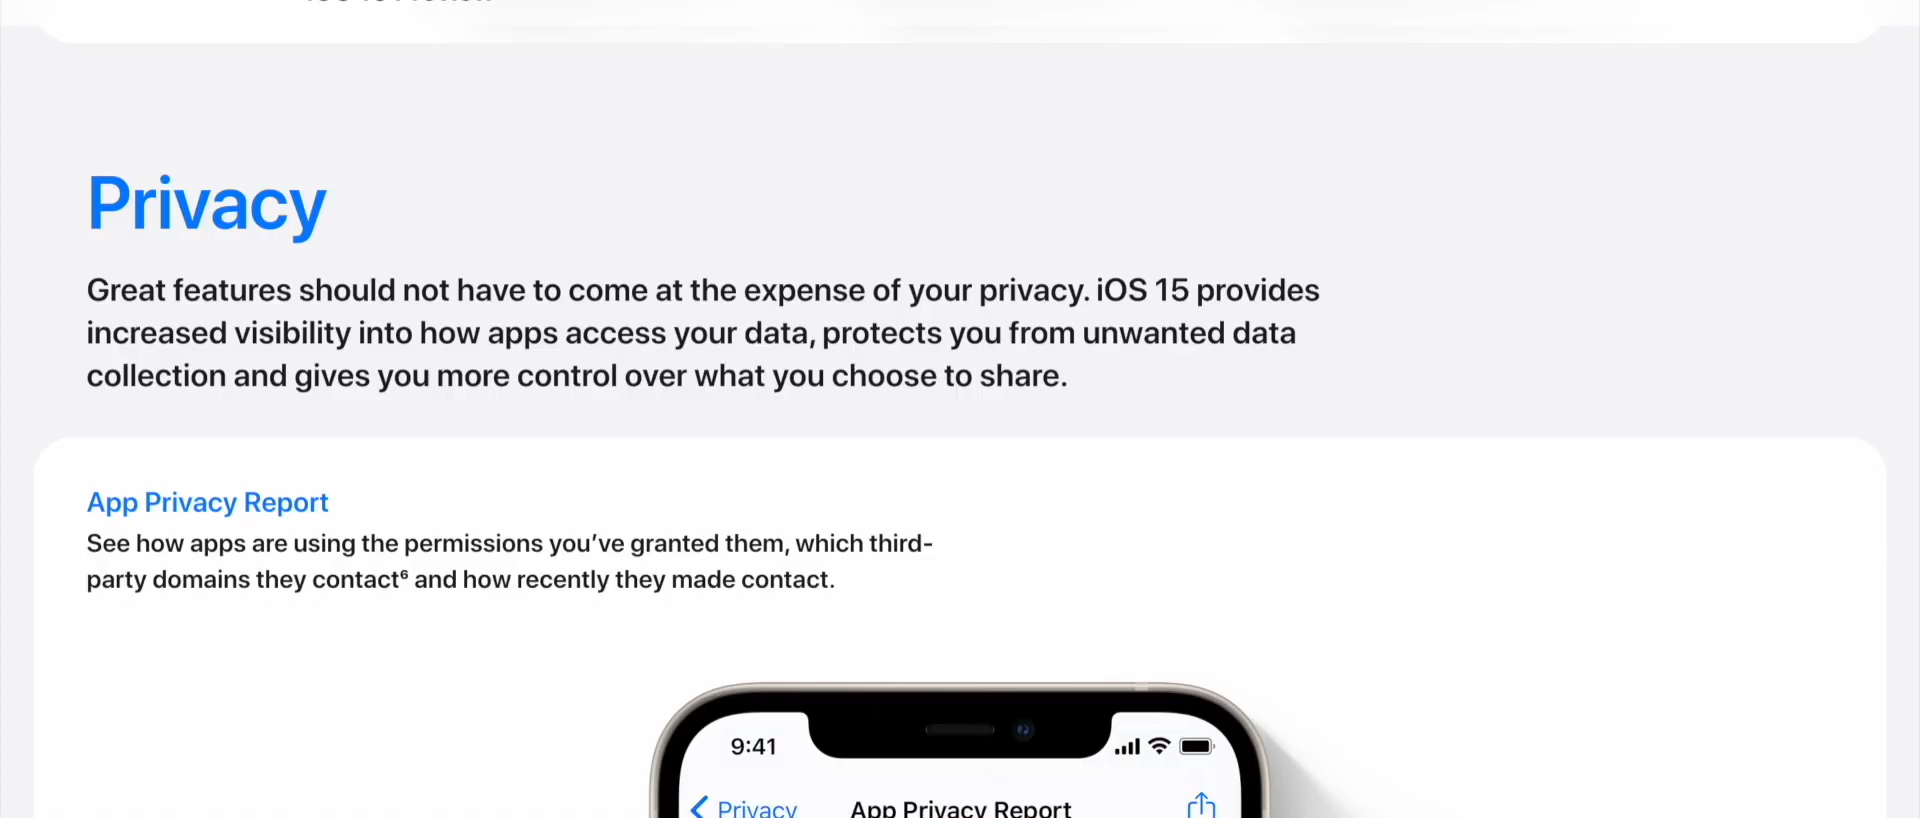 Privacy
Great features should not have to come at the expense of your privacy. iOS 15 provides
increased visibility into how apps access your data, protects you from unwanted data
collection and gives you more control over what you choose to share.
App Privacy Report
See how apps are using the permissions you’ve granted them, which third-
party domains they contact⁶ and how recently they made contact.
9:41
Privacy App Privacy Report